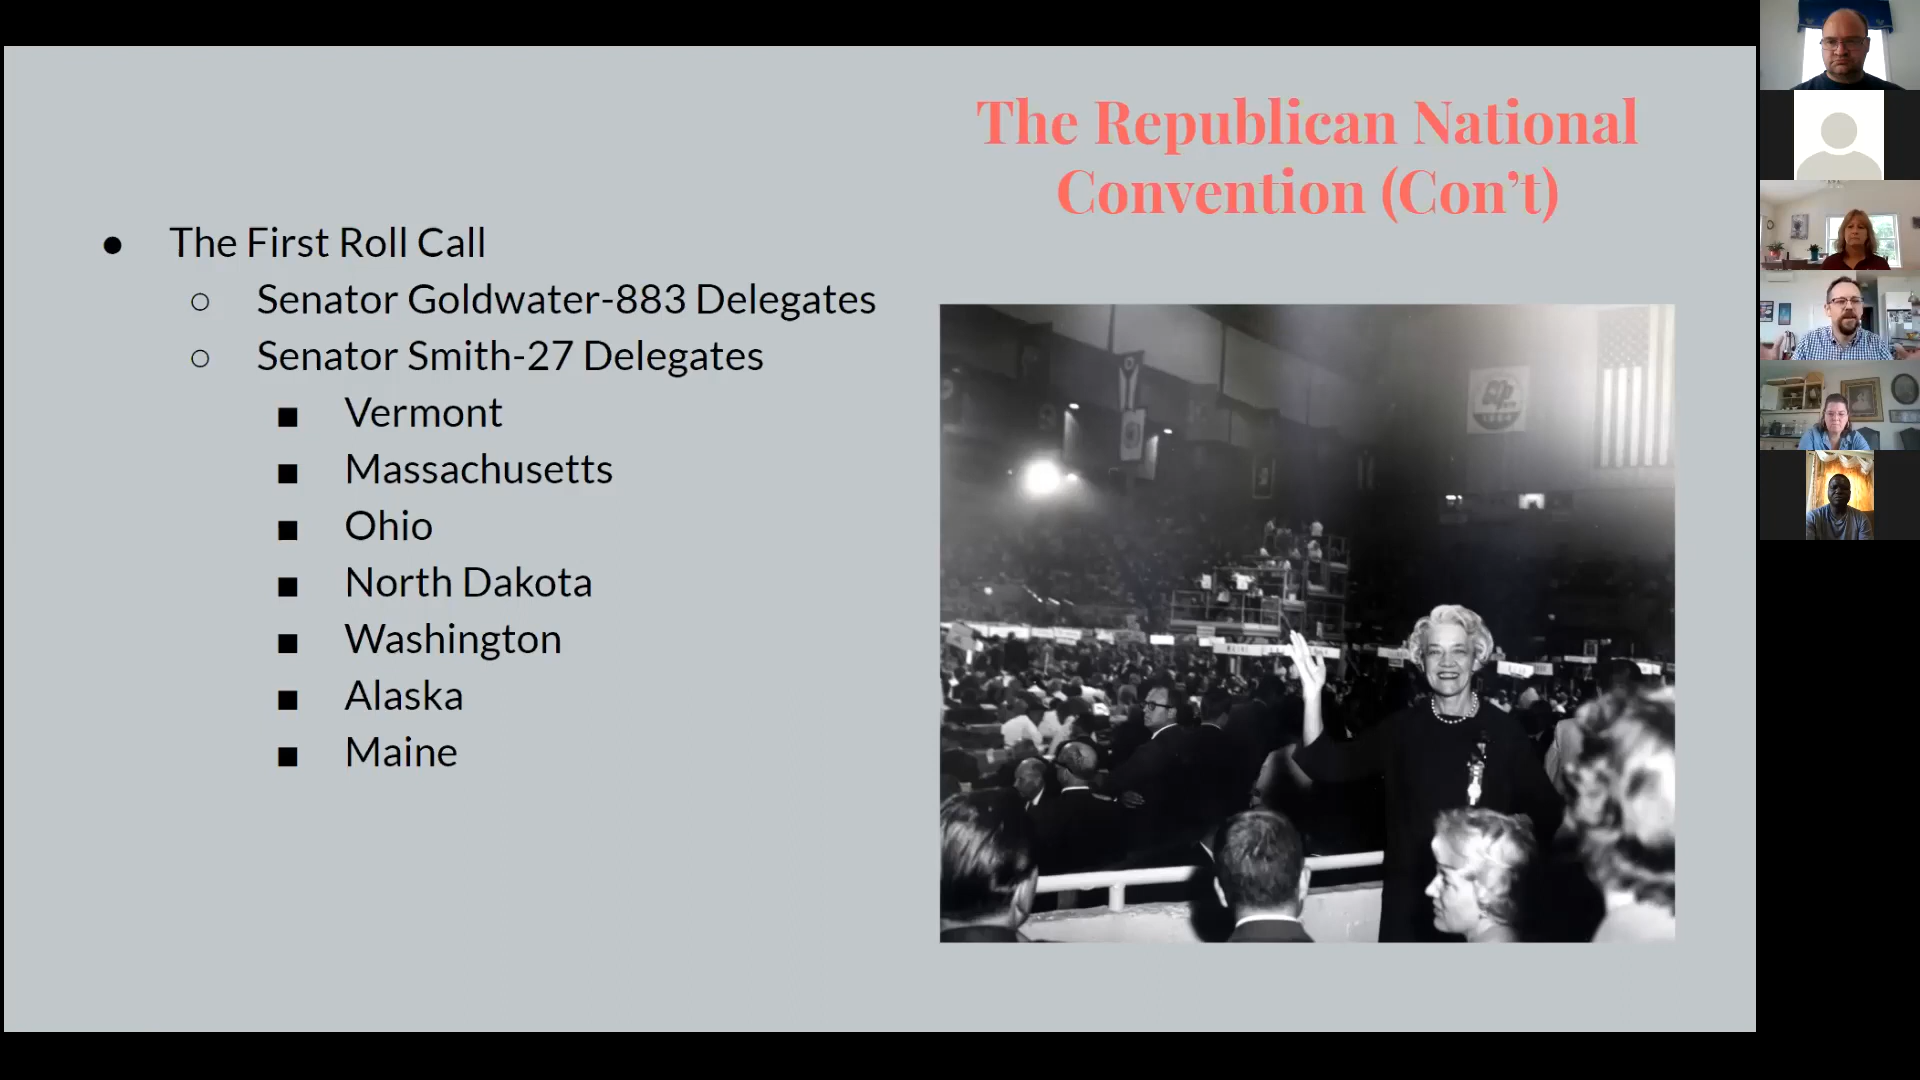 The Republican National
Convention (Con’t)
● The First Roll Call
○ Senator Goldwater-883 Delegates
○ Senator Smith-27 Delegates
■ Vermont
■ Massachusetts
■ Ohio
■ North Dakota
■ Washington
■ Alaska
■ Maine